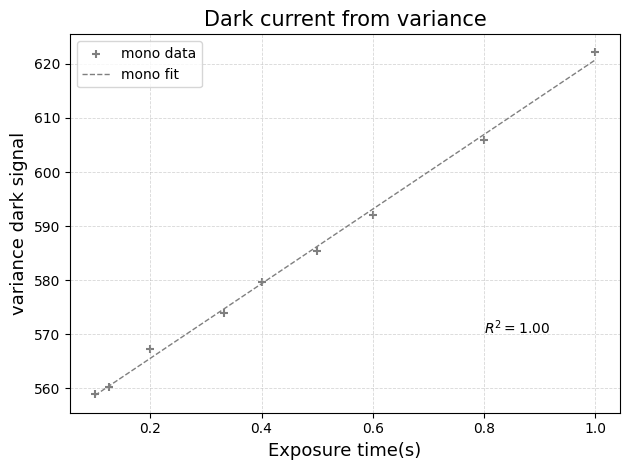 Dark current from variance
mono data
mono fit
620
610
600
590
580
570
560
variance dark signal
R² = 1.00
0.2 0.4 0.6 0.8 1.0
Exposure time(s)